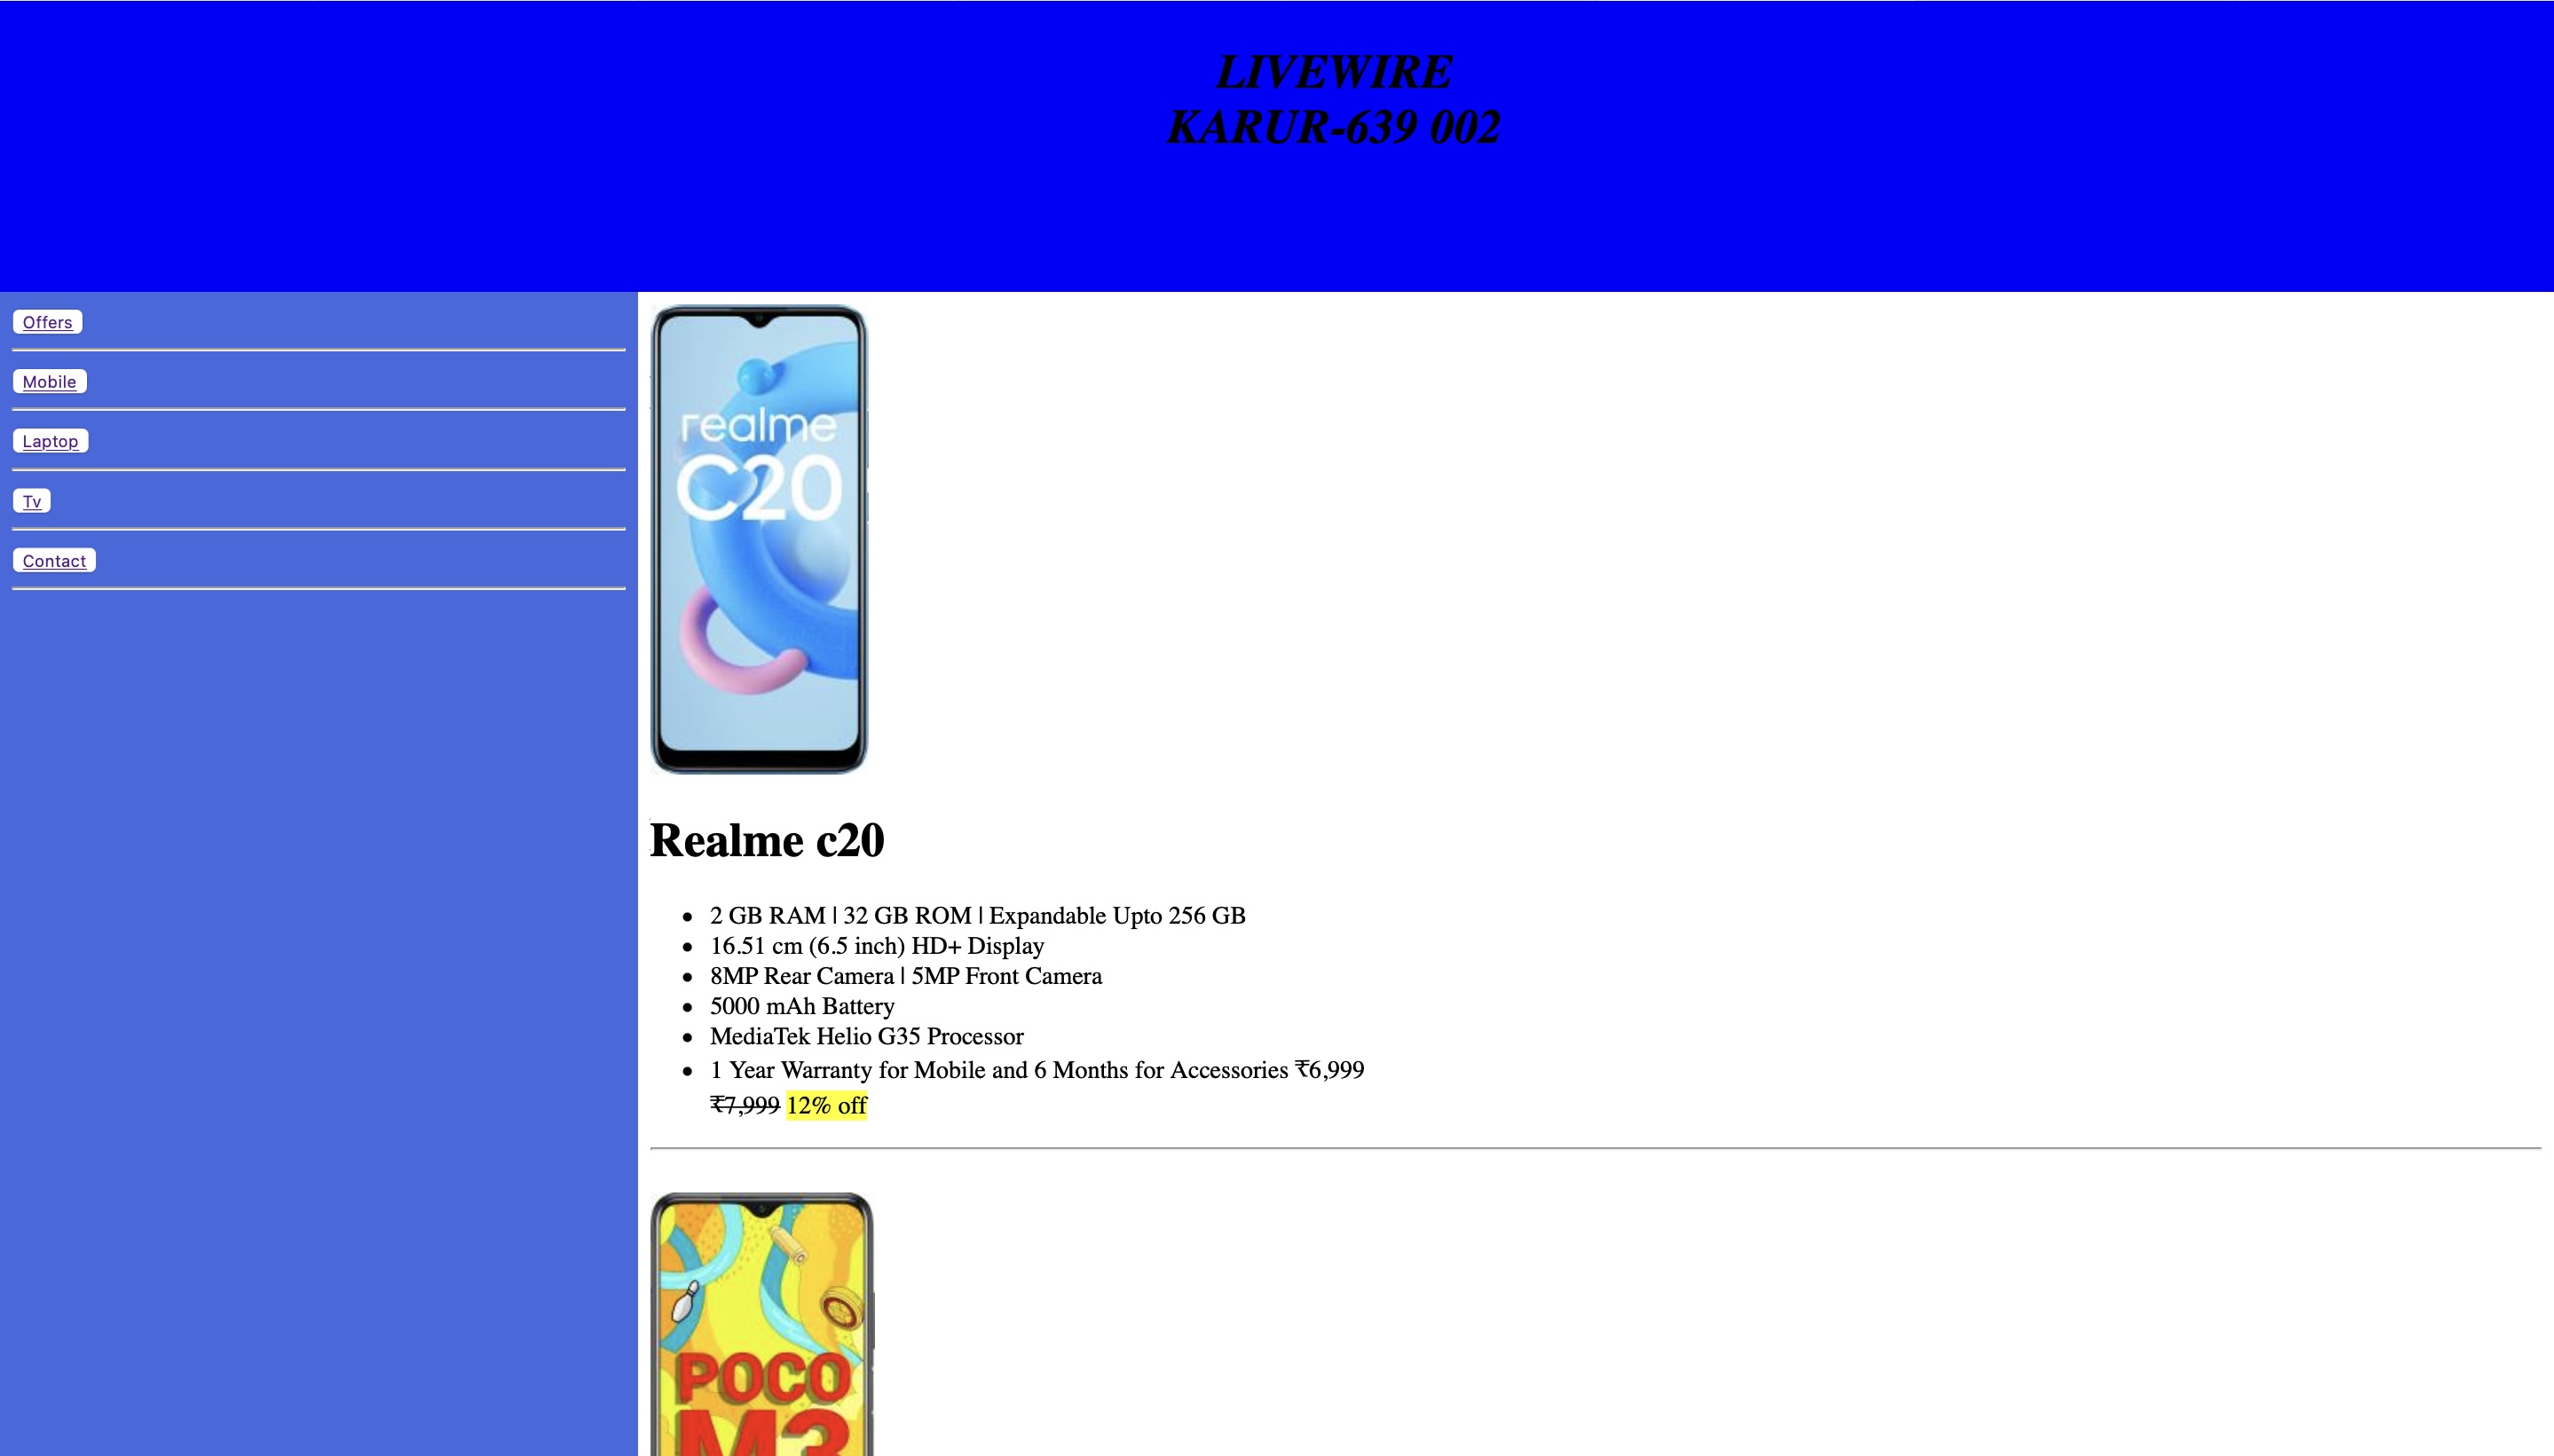 LIVEWIRE
KARUR-639 002
Offers
Mobile
Laptop
Tv
Contact
realme
C20
Realme c20
2 GB RAM | 32 GB ROM | Expandable Upto 256 GB
16.51 cm (6.5 inch) HD+ Display
8MP Rear Camera | 5MP Front Camera
5000 mAh Battery
MediaTek Helio G35 Processor
1 Year Warranty for Mobile and 6 Months for Accessories ₹6,999
₹7,999 12% off
POCO
M3